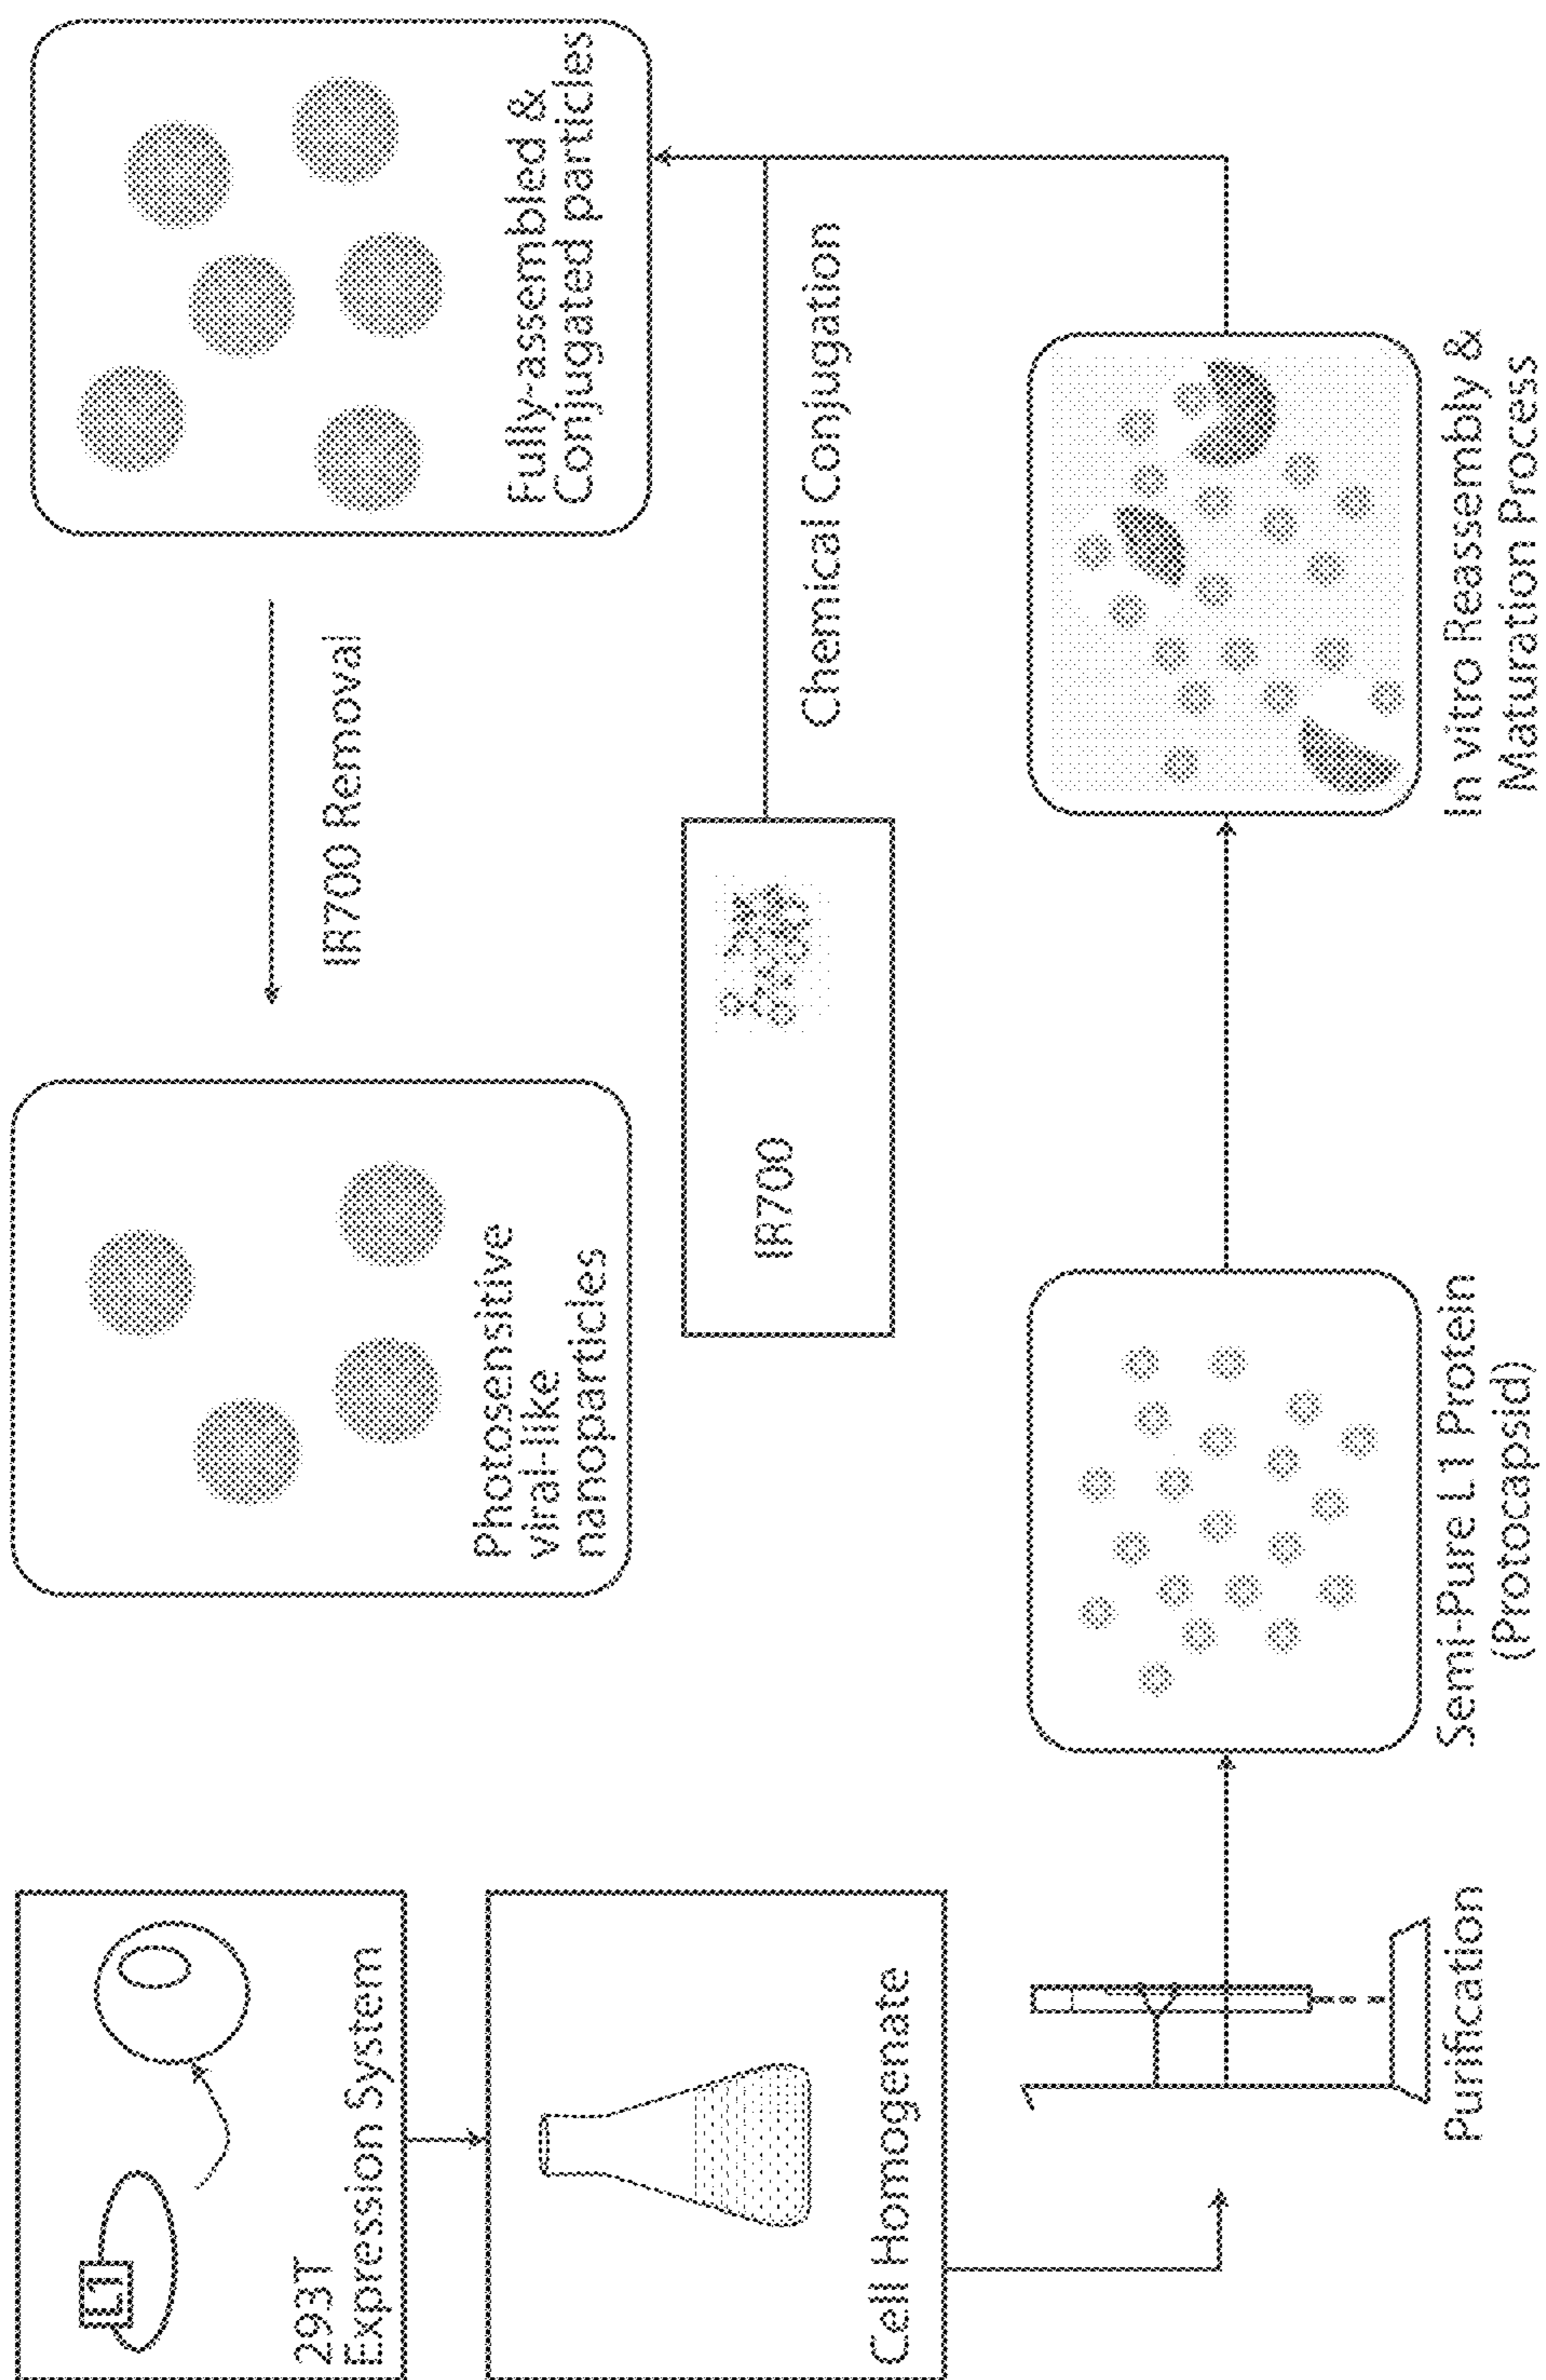 L1
293T
Expression System
Cell Homogenate
Purification
Semi-Pure L1 Protein
(Protocapsid)
In vitro Reassembly &
Maturation Process
IR700
Chemical Conjugation
Fully-assembled &
Conjugated particles
IR700 Removal
Photosensitive
viral-like
nanoparticles